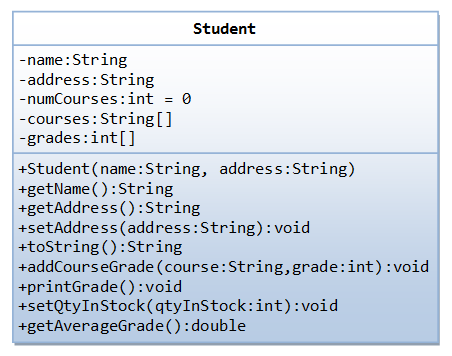 Student
-name:String
-address:String
-numCourses:int = 0
-courses:String[]
-grades:int[]
+Student(name:String, address:String)
+getName():String
+getAddress():String
+setAddress(address:String):void
+toString():String
+addCourseGrade(course:String,grade:int):void
+printGrade():void
+setQtyInStock(qtyInStock:int):void
+getAverageGrade():double